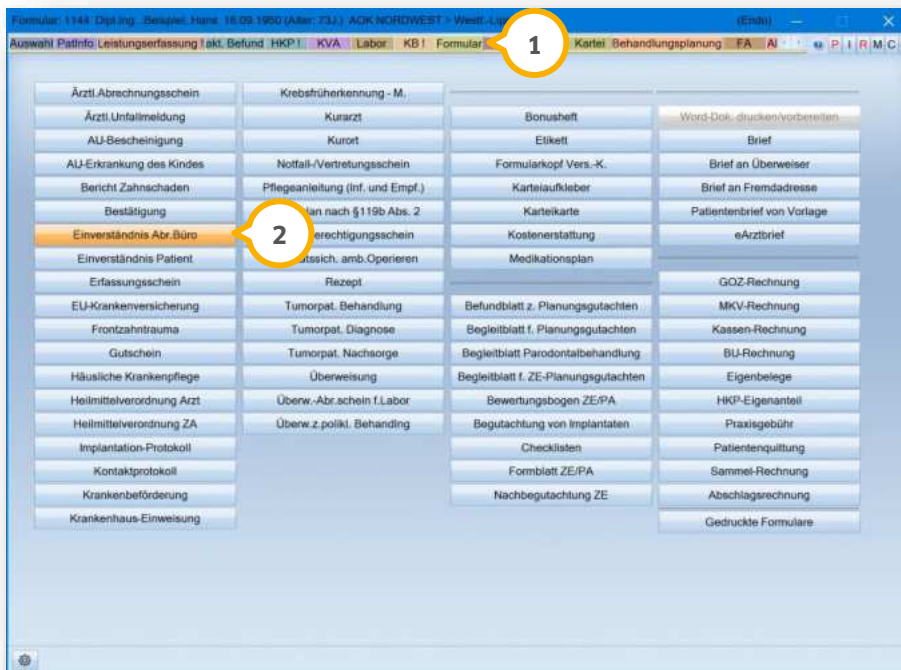 Formular: 1144 Dipl.Ing. Beispiel, Hans 16.09.1950 (Alter: 73J.) AOK NORDWEST > Westf.-Lip (Endu)
Auswahl PatInfo Leistungserfassung ! akt. Befund HKP ! KVA Labor KB ! Formular Kartei Behandlungsplanung FA P I R M C
1
Ärztl.Abrechnungsschein
Ärztl.Unfallmeldung
AU-Bescheinigung
AU-Erkrankung des Kindes
Bericht Zahnschaden
Bestätigung
Einverständnis Abr.Büro
2
Einverständnis Patient
Erfassungsschein
EU-Krankenversicherung
Frontzahntrauma
Gutschein
Häusliche Krankenpflege
Heilmittelverordnung Arzt
Heilmittelverordnung ZA
Implantation-Protokoll
Kontaktprotokoll
Krankenbeförderung
Krankenhaus-Einweisung
Krebsfrüherkennung - M.
Kurarzt
Kurort
Notfall-/Vertretungsschein
Pflegeanleitung (Inf. und Empf.)
lan nach §119b Abs. 2
erechtigungsschein
tssich. amb.Operieren
Rezept
Tumorpat. Behandlung
Tumorpat. Diagnose
Tumorpat. Nachsorge
Überweisung
Überw.-Abr.schein f.Labor
Überw.z.polikl. Behandlng
Bonusheft
Etikett
Formularkopf Vers.-K.
Karteiaufkleber
Karteikarte
Kostenerstattung
Medikationsplan
Befundblatt z. Planungsgutachten
Begleitblatt f. Planungsgutachten
Begleitblatt Parodontalbehandlung
Begleitblatt f. ZE-Planungsgutachten
Bewertungsbogen ZE/PA
Begutachtung von Implantaten
Checklisten
Formblatt ZE/PA
Nachbegutachtung ZE
Word-Dok. drucken/vorbereiten
Brief
Brief an Überweiser
Brief an Fremdadresse
Patientenbrief von Vorlage
eArztbrief
GOZ-Rechnung
MKV-Rechnung
Kassen-Rechnung
BU-Rechnung
Eigenbelege
HKP-Eigenanteil
Praxisgebühr
Patientenquittung
Sammel-Rechnung
Abschlagsrechnung
Gedruckte Formulare